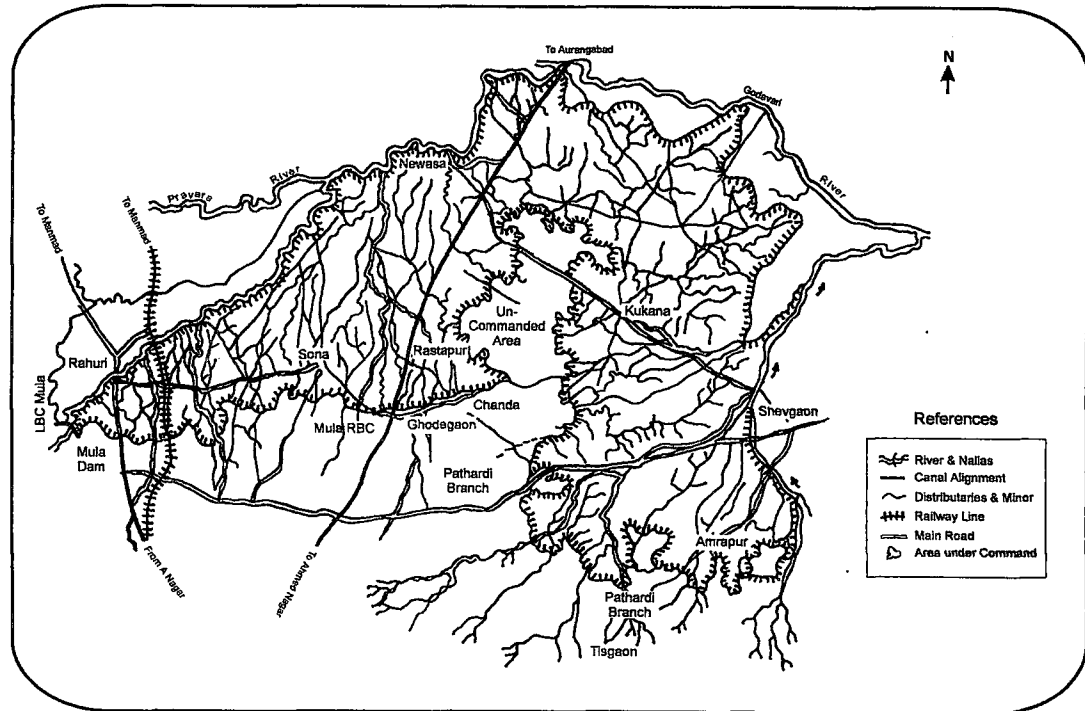 To Aurangabad
N
Godavari
River
Newasa
River
Pravara
To Manmad
To Manmad
Kukana
Un-
Commanded
Area
Rahuri
Sona
Rastapuri
LBC Mula
Chanda
Shevgaon
Mula RBC
Ghodegaon
Mula
Dam
Pathardi
Branch
From A Nagar
To Ahmed Nagar
Amrapur
Pathardi
Branch
Tisgaon
References
River & Nallas
Canal Alignment
Distributaries & Minor
Railway Line
Main Road
Area under Command